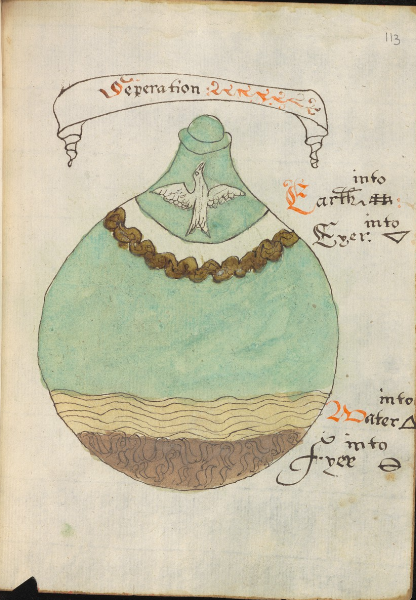 113
Seperation
into
Earth
into
Eyer.
into
Water
into
fyer